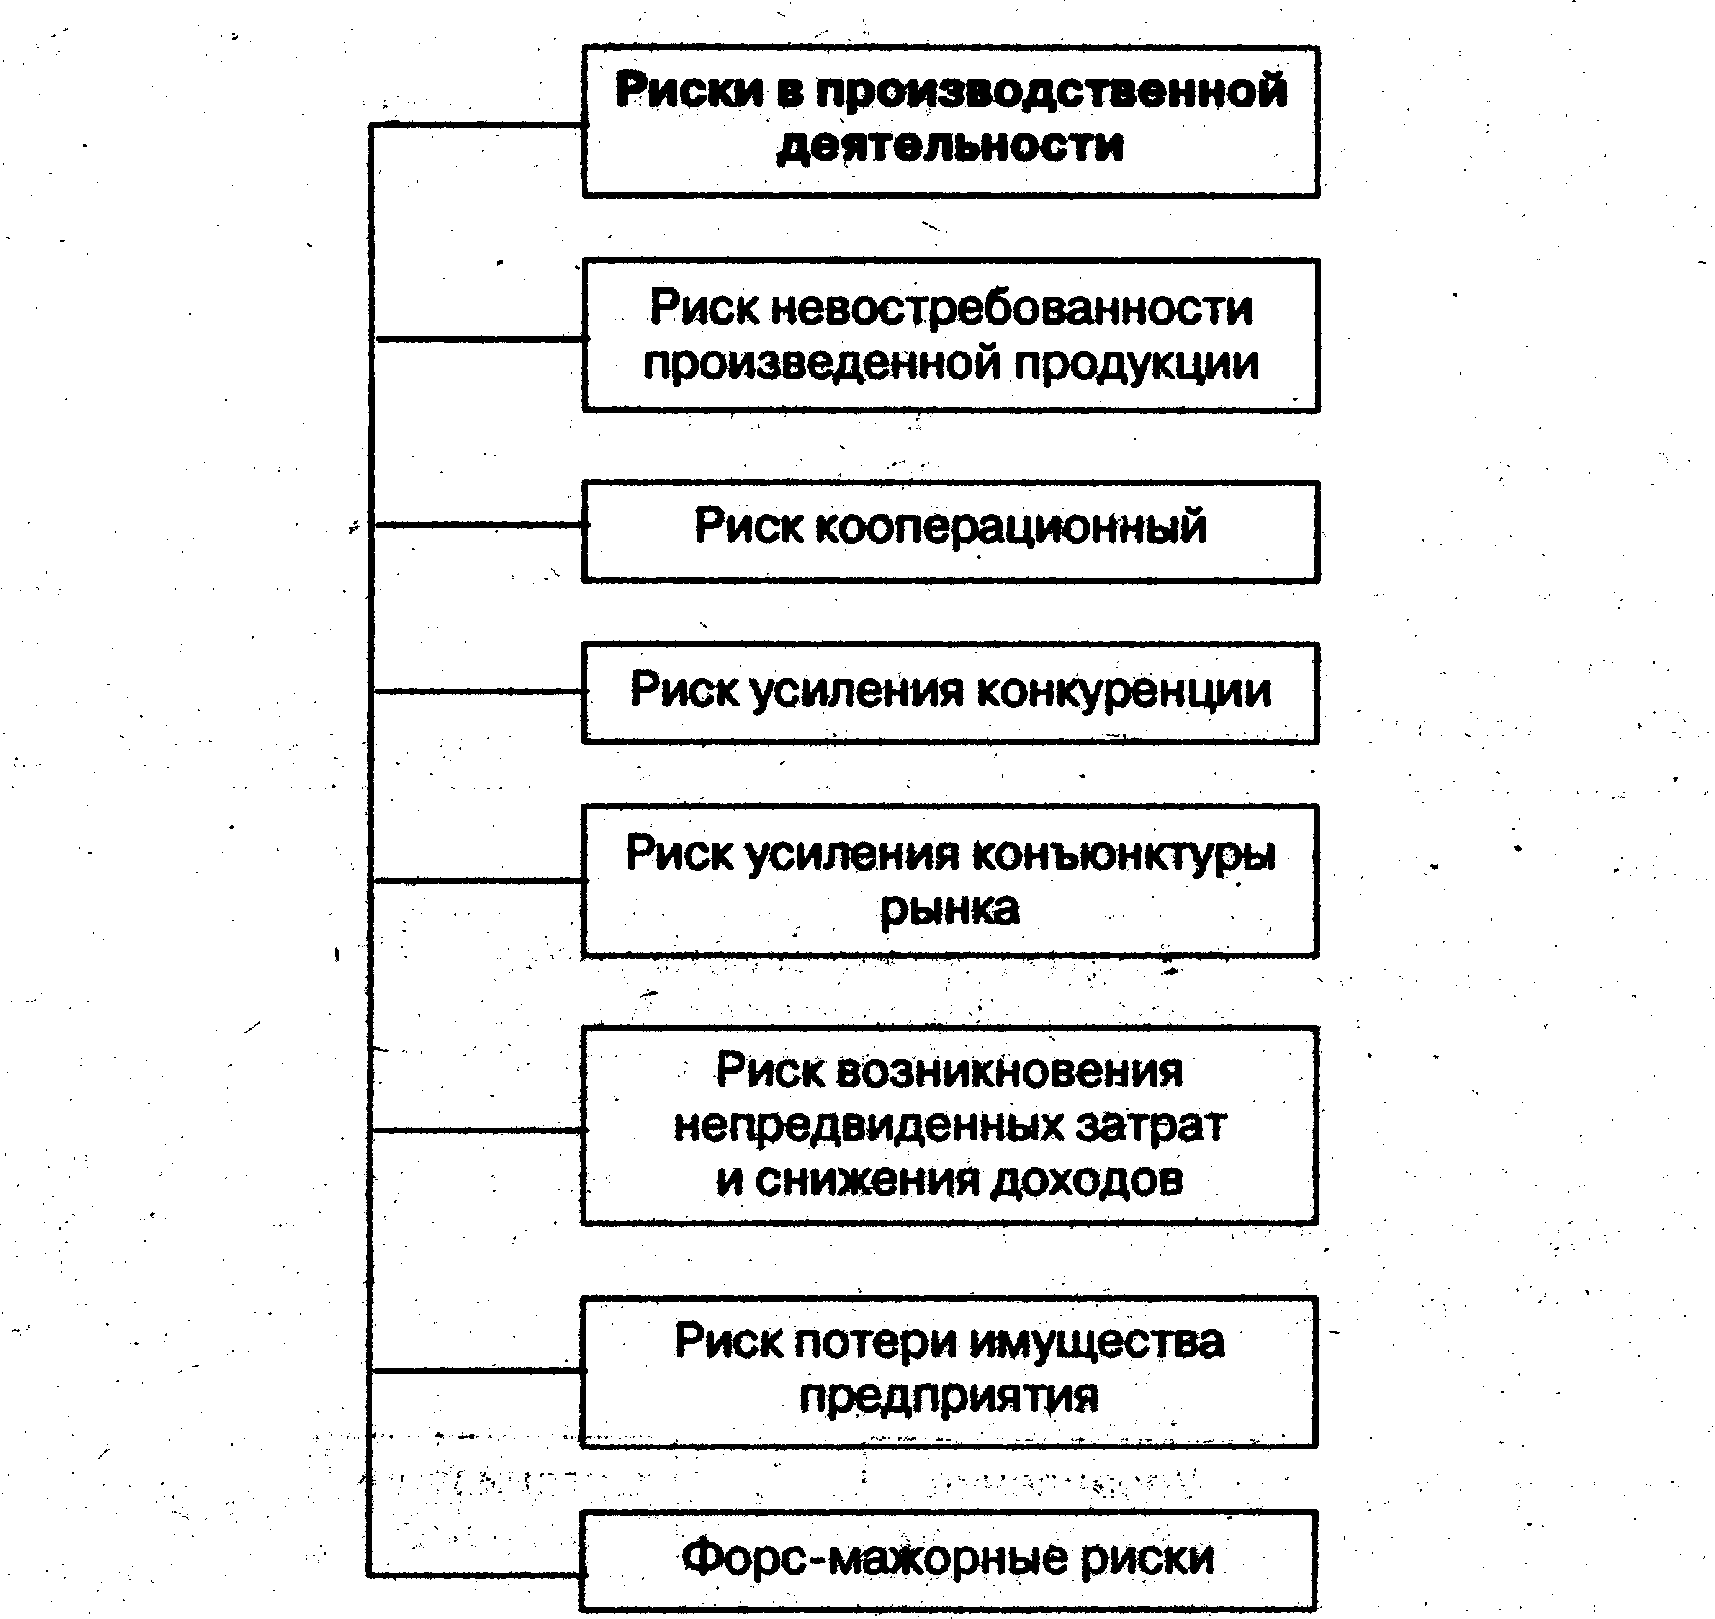 Риски в производственной
деятельности
Риск невостребованности
произведенной продукции
Риск кооперационный
Риск усиления конкуренции
Риск усиления конъюнктуры
рынка
Риск возникновения
непредвиденных затрат
и снижения доходов
Риск потери имущества
предприятия
Форс-мажорные риски